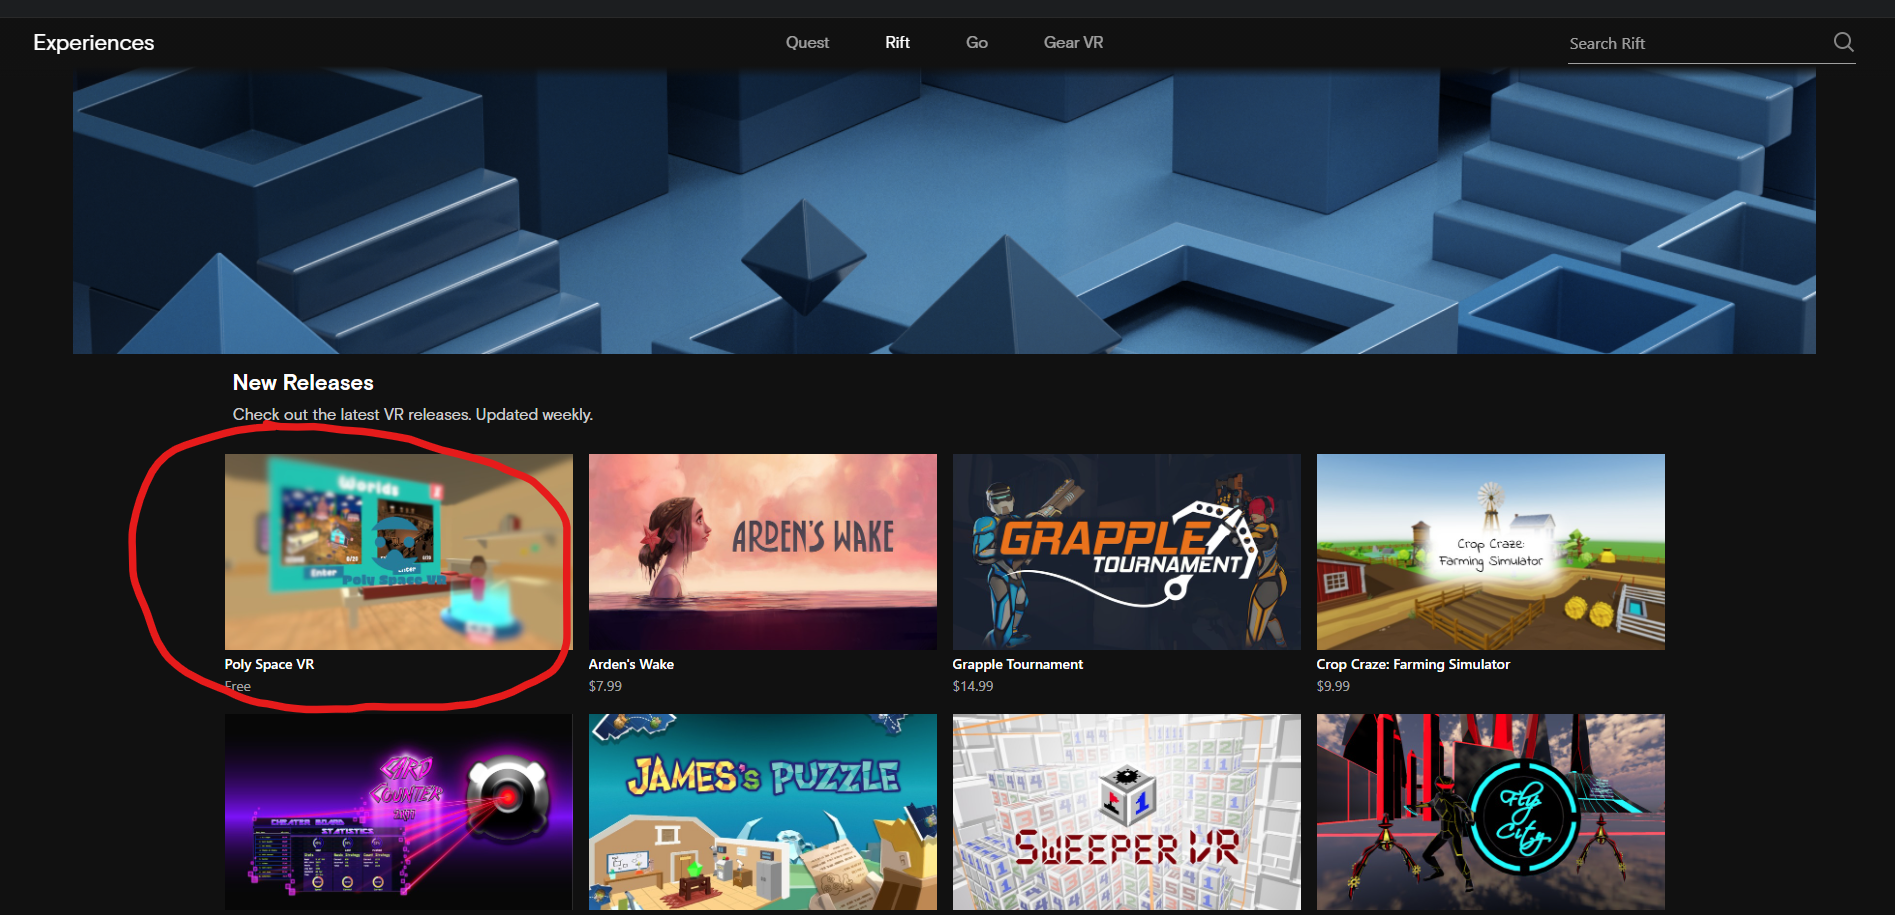 Experiences
Quest Rift Go Gear VR
Search Rift
New Releases
Check out the latest VR releases. Updated weekly.
Worlds
Enter
Enter
Poly Space VR
ARDEN'S WAKE
GRAPPLE
TOURNAMENT
Crop Craze:
Farming Simulator
Poly Space VR
Free
Arden's Wake
$7.99
Grapple Tournament
$14.99
Crop Craze: Farming Simulator
$9.99
CARD
COUNTER
CHEATER BOARD
STATISTICS
JAMES's PUZZLE
SWEEPER VR
Flip
City